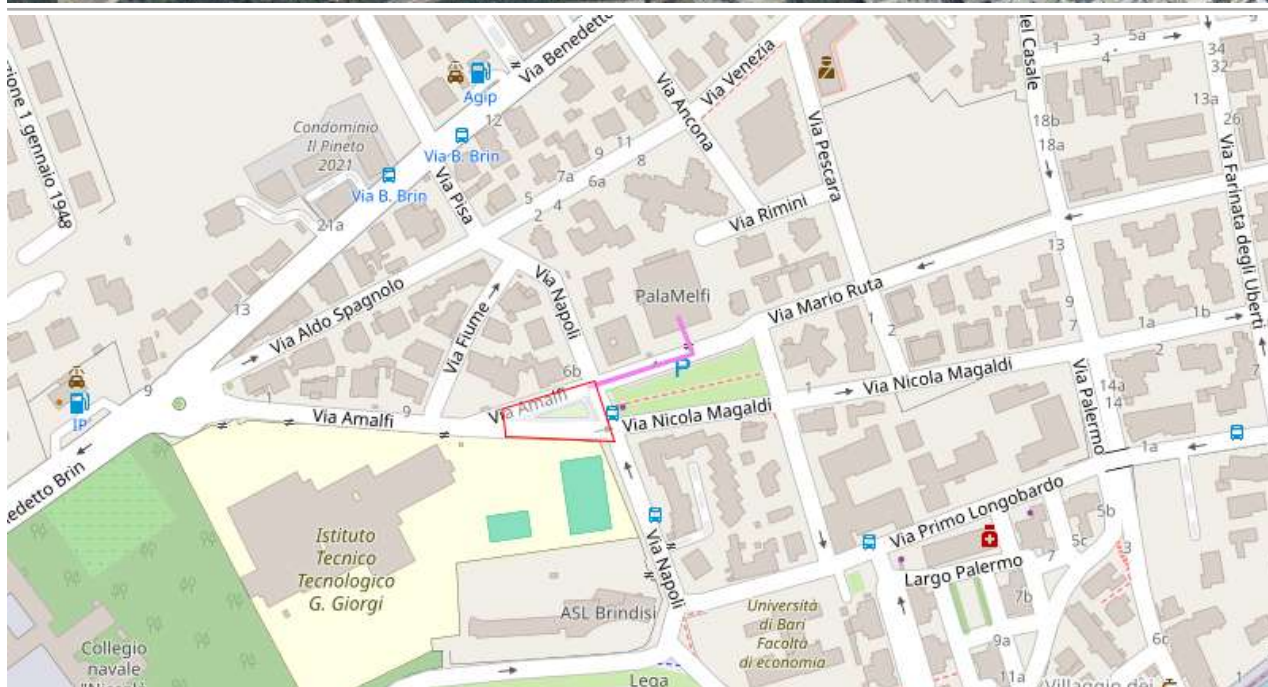 Via Benedetto
Agip
12
Via B. Brin
Via B. Brin
Condominio
Il Pineto
2021
21a
zione 1 gennaio 1948
13
Via Pisa
Via Ancona
Via Venezia
9
11
8
7a
6a
5
4
2
Via Pescara
Via Rimini
del Casale
1
3
4
5a
9
34
32
13a
26
18b
18a
Via Farinata degli Uberti
13
9
7
Via Aldo Spagnolo
Via Fiume
Via Napoli
PalaMelfi
Via Mario Ruta
1
2
1a
1b
2
7
9
IP
1
Via Amalfi
9
6b
Via Amalfi
P
Via Nicola Magaldi
1
Via Nicola Magaldi
Via Palermo
14a
14
1a
nedetto Brin
Istituto
Tecnico
Tecnologico
G. Giorgi
Via Napoli
Via Primo Longobardo
5b
5c
3
7
Largo Palermo
7b
ASL Brindisi
Università
di Bari
Facoltà
di economia
9a
6c
11a
Collegio
navale
Lega
Villaggio dei
1